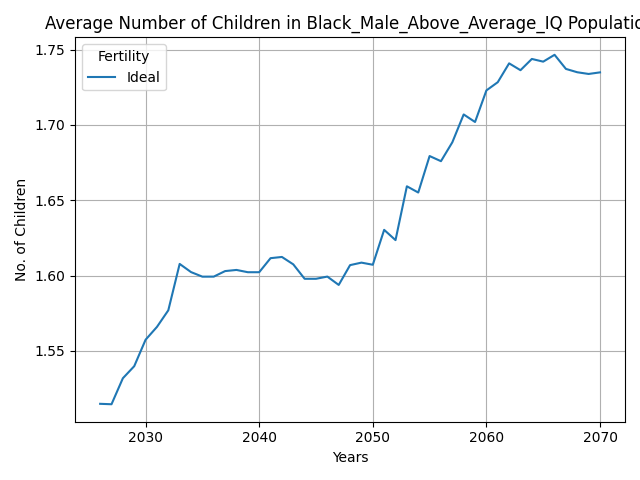 Average Number of Children in Black_Male_Above_Average_IQ Populatio
Fertility
Ideal
1.75
1.70
1.65
1.60
1.55
No. of Children
2030 2040 2050 2060 2070
Years